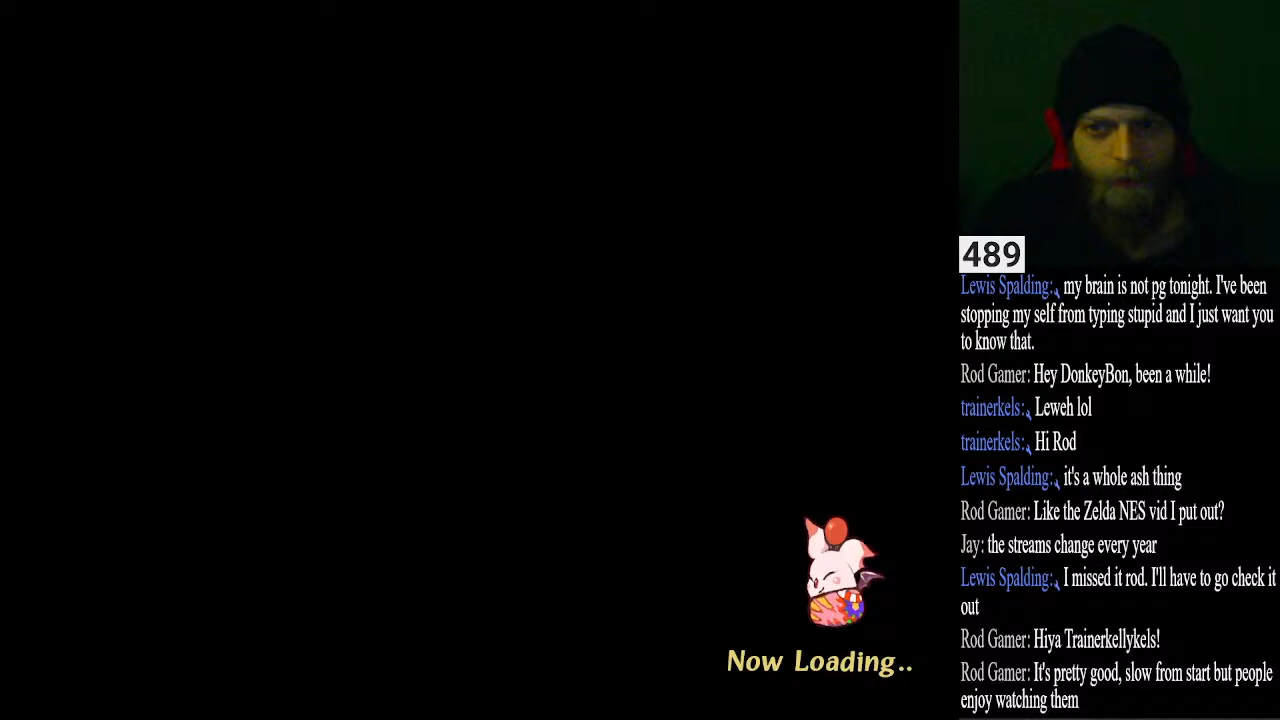 489
Lewis Spalding: my brain is not pg tonight. I've been
stopping my self from typing stupid and I just want you
to know that.
Rod Gamer: Hey DonkeyBon, been a while!
trainerkels: Leweh lol
trainerkels: Hi Rod
Lewis Spalding: it's a whole ash thing
Rod Gamer: Like the Zelda NES vid I put out?
Jay: the streams change every year
Lewis Spalding: I missed it rod. I'll have to go check it
out
Rod Gamer: Hiya Trainerkellykels!
Rod Gamer: It's pretty good, slow from start but people
enjoy watching them
Now Loading..